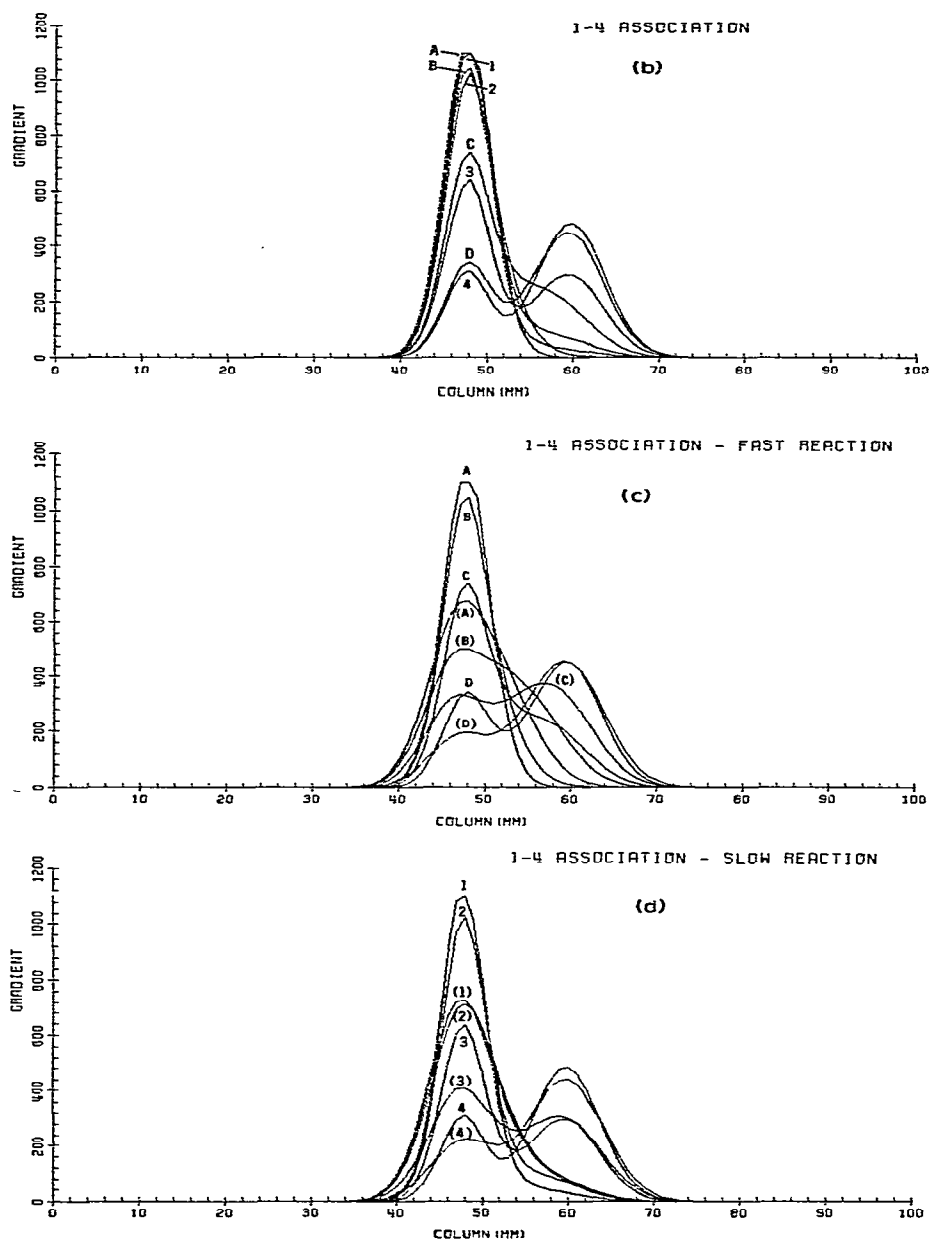 1-4 ASSOCIATION
(b)
1200
1000
800
600
400
200
0
GRADIENT
A
1
B
2
C
3
D
4
0 10 20 30 40 50 60 70 80 90 100
COLUMN (MM)
1-4 ASSOCIATION - FAST REACTION
(c)
1200
1000
800
600
400
200
0
GRADIENT
A
B
C
(A)
(B)
D
(C)
(D)
0 10 20 30 40 50 60 70 80 90 100
COLUMN (MM)
1-4 ASSOCIATION - SLOW REACTION
(d)
1200
1000
800
600
400
200
0
GRADIENT
1
2
(1)
(2)
3
(3)
4
(4)
0 10 20 30 40 50 60 70 80 90 100
COLUMN (MM)